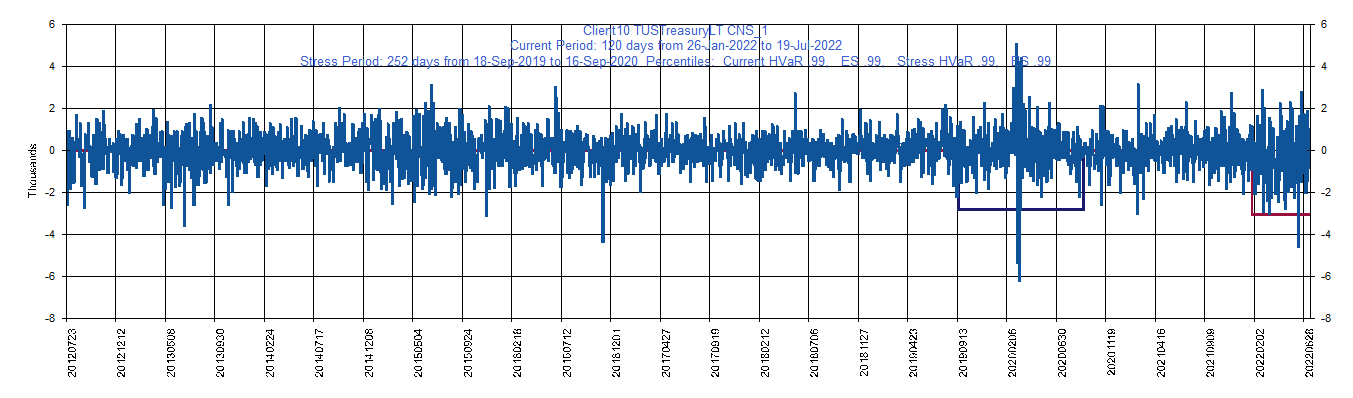 Client10 TUSTreasuryLT CNS_1
Current Period: 120 days from 26-Jan-2022 to 19-Jul-2022
Stress Period: 252 days from 18-Sep-2019 to 16-Sep-2020 Percentiles: Current HVaR .99, ES .99, Stress HVaR .99, ES .99
6 6
4 4
2 2
0 0
-2 -2
-4 -4
-6 -6
-8 -8
Thousands
20120723 20121212 20130508 20130930 20140224 20140717 20141208 20150504 20150924 20160218 20160712 20161201 20170427 20170919 20180212 20180706 20181127 20190423 20190913 20200206 20200630 20201119 20210416 20210909 20220202 20220628